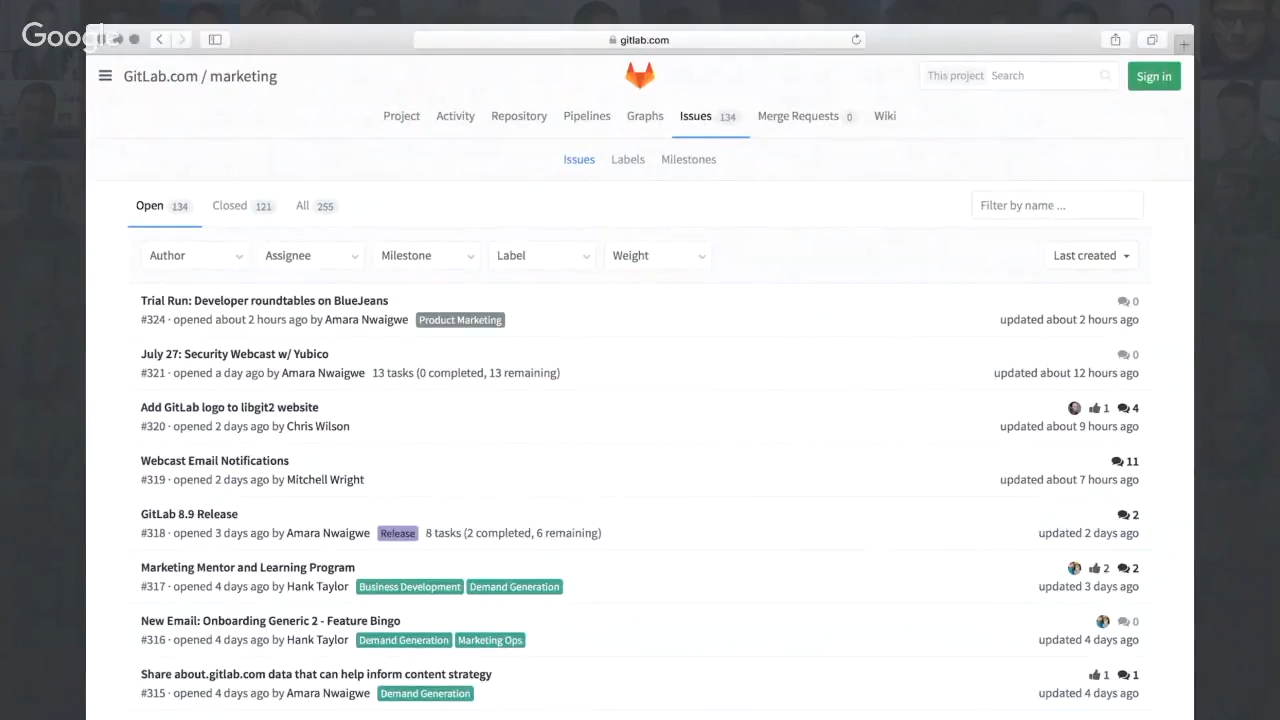 Google
gitlab.com
GitLab.com / marketing
This project Search
Sign in
Project Activity Repository Pipelines Graphs Issues 134 Merge Requests 0 Wiki
Issues Labels Milestones
Open 134 Closed 121 All 255
Filter by name ...
Author Assignee Milestone Label Weight Last created
Trial Run: Developer roundtables on BlueJeans 0
#324 · opened about 2 hours ago by Amara Nwaigwe Product Marketing updated about 2 hours ago
July 27: Security Webcast w/ Yubico 0
#321 · opened a day ago by Amara Nwaigwe 13 tasks (0 completed, 13 remaining) updated about 12 hours ago
Add GitLab logo to libgit2 website 1 4
#320 · opened 2 days ago by Chris Wilson updated about 9 hours ago
Webcast Email Notifications 11
#319 · opened 2 days ago by Mitchell Wright updated about 7 hours ago
GitLab 8.9 Release 2
#318 · opened 3 days ago by Amara Nwaigwe Release 8 tasks (2 completed, 6 remaining) updated 2 days ago
Marketing Mentor and Learning Program 2 2
#317 · opened 4 days ago by Hank Taylor Business Development Demand Generation updated 3 days ago
New Email: Onboarding Generic 2 - Feature Bingo 0
#316 · opened 4 days ago by Hank Taylor Demand Generation Marketing Ops updated 4 days ago
Share about.gitlab.com data that can help inform content strategy 1 1
#315 · opened 4 days ago by Amara Nwaigwe Demand Generation updated 4 days ago